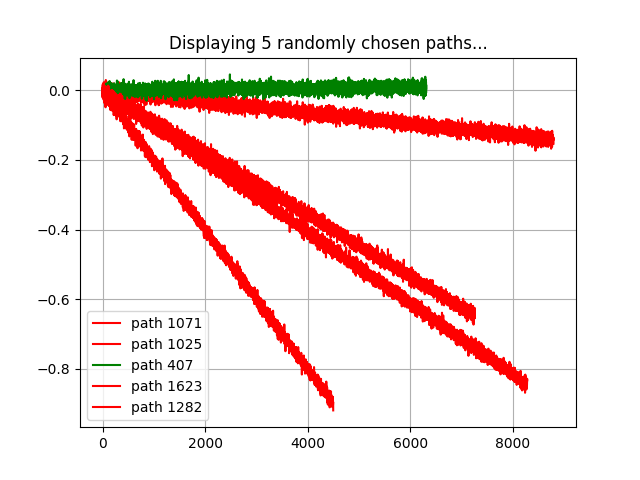 Displaying 5 randomly chosen paths...
0.0
−0.2
−0.4
−0.6
−0.8
path 1071
path 1025
path 407
path 1623
path 1282
0 2000 4000 6000 8000